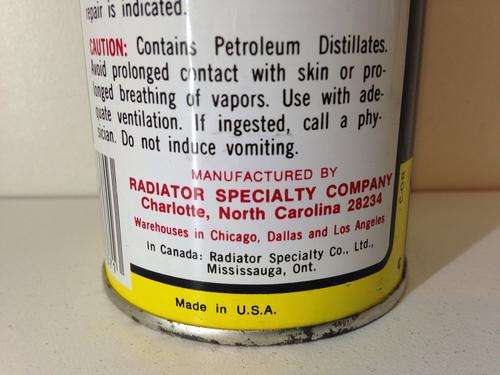 repair is indicated.
CAUTION: Contains Petroleum Distillates.
Avoid prolonged contact with skin or pro-
longed breathing of vapors. Use with ade-
quate ventilation. If ingested, call a phy-
sician. Do not induce vomiting.
MANUFACTURED BY
RADIATOR SPECIALTY COMPANY
Charlotte, North Carolina 28234
Warehouses in Chicago, Dallas and Los Angeles
In Canada: Radiator Specialty Co., Ltd.,
Mississauga, Ont.
Made in U.S.A.